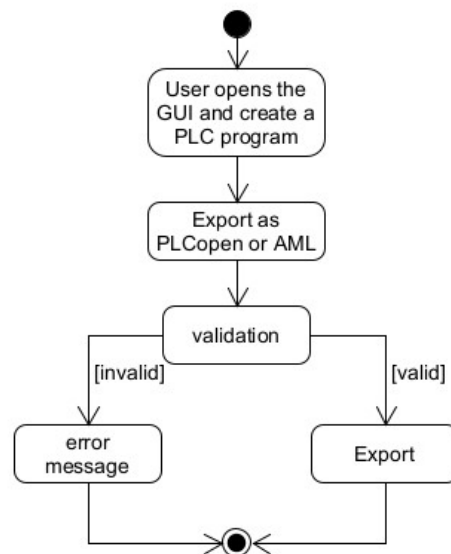 User opens the
GUI and create a
PLC program
Export as
PLCopen or AML
validation
[invalid]
[valid]
error
message
Export